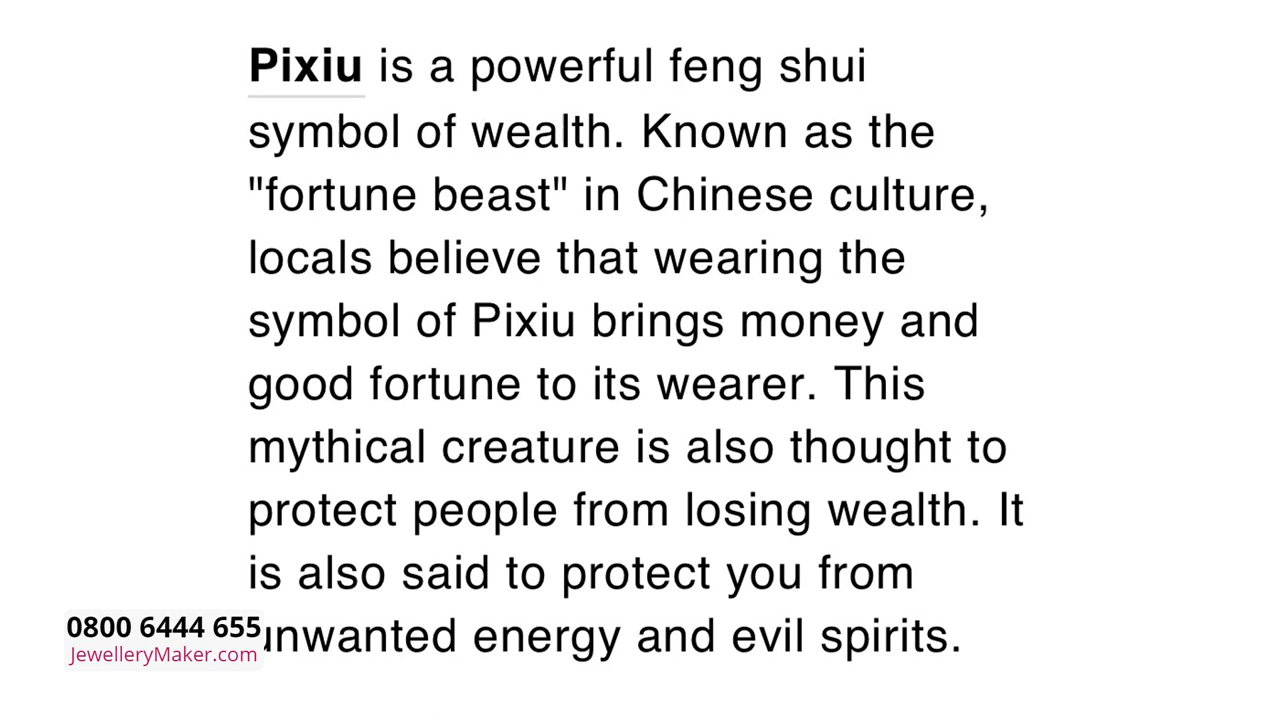 Pixiu is a powerful feng shui
symbol of wealth. Known as the
"fortune beast" in Chinese culture,
locals believe that wearing the
symbol of Pixiu brings money and
good fortune to its wearer. This
mythical creature is also thought to
protect people from losing wealth. It
is also said to protect you from
unwanted energy and evil spirits.
0800 6444 655
JewelleryMaker.com